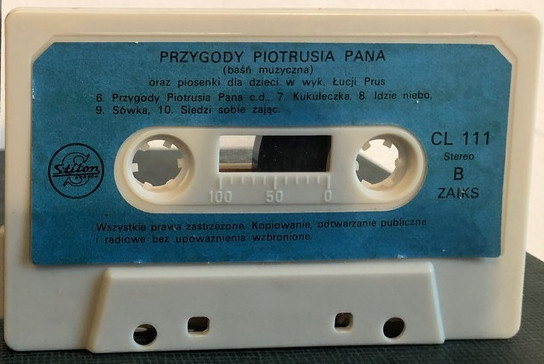 PRZYGODY PIOTRUSIA PANA
(baśń muzyczna)
oraz piosenki dla dzieci w wyk. Łucji Prus
6. Przygody Piotrusia Pana c.d., 7. Kukułeczka, 8. Idzie niebo,
9. Sówka, 10. Siedzi sobie zając.
Stilon
CL 111
Stereo
B
ZAIKS
100 50 0
Wszystkie prawa zastrzeżone. Kopiowanie, odtwarzanie publiczne
i radiowe bez upoważnienia wzbronione.